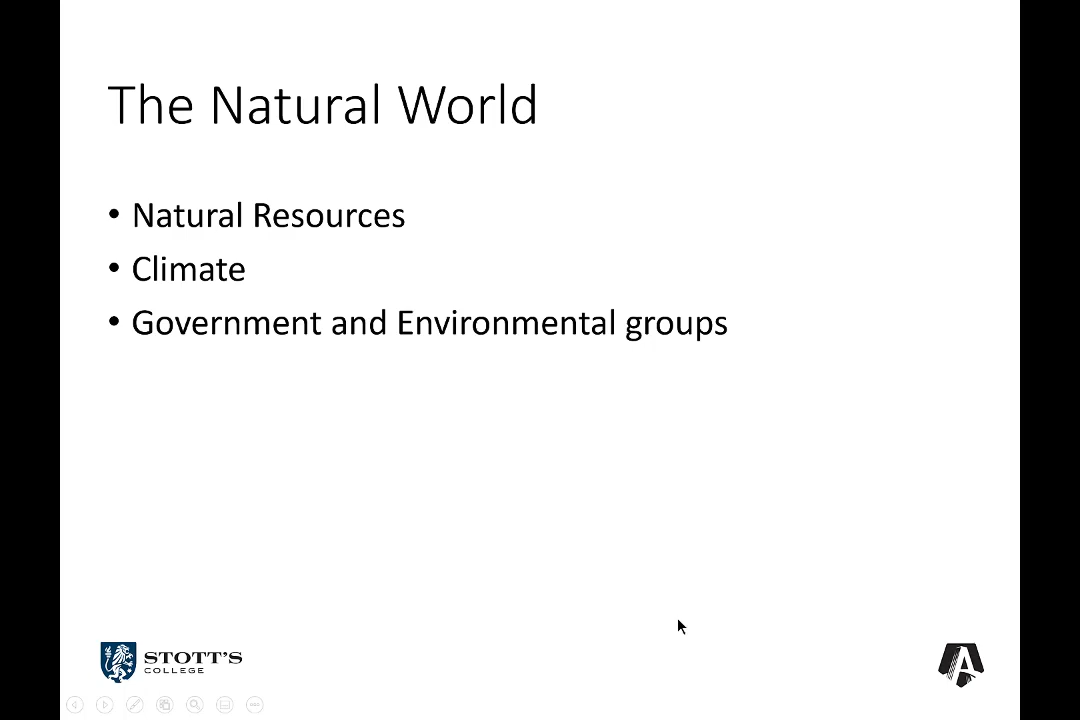 The Natural World
• Natural Resources
• Climate
• Government and Environmental groups
STOTT'S
COLLEGE
A